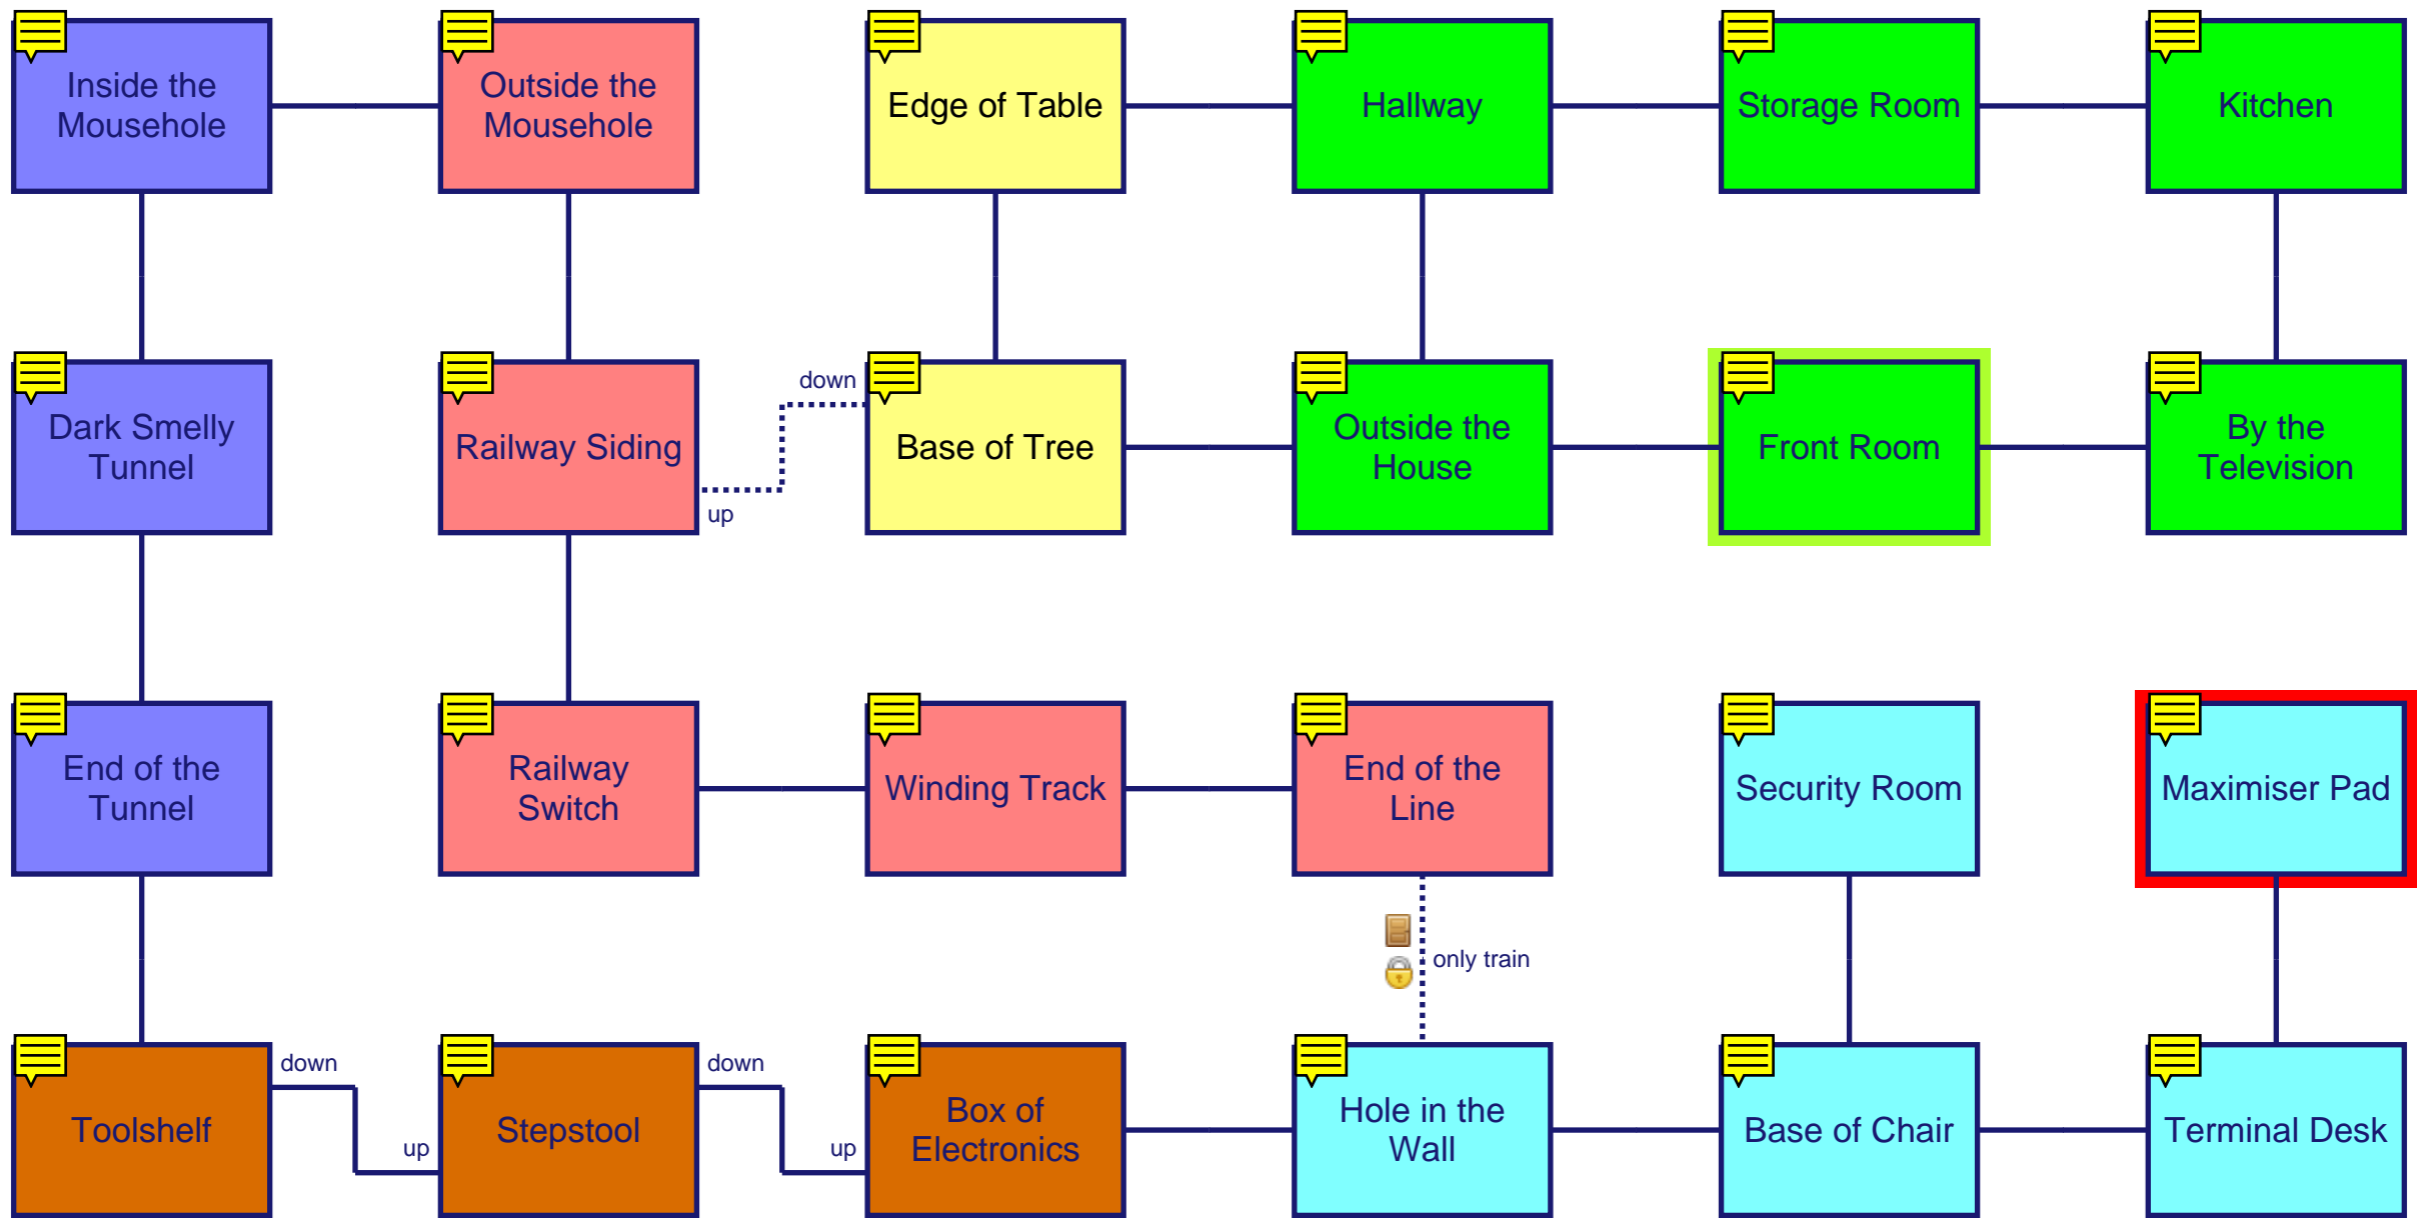 Inside the
Mousehole
Outside the
Mousehole
Edge of Table
Hallway
Storage Room
Kitchen
Dark Smelly
Tunnel
Railway Siding
up
down
Base of Tree
Outside the
House
Front Room
By the
Television
End of the
Tunnel
Railway
Switch
Winding Track
End of the
Line
Security Room
Maximiser Pad
only train
Toolshelf
down
up
Stepstool
down
up
Box of
Electronics
Hole in the
Wall
Base of Chair
Terminal Desk